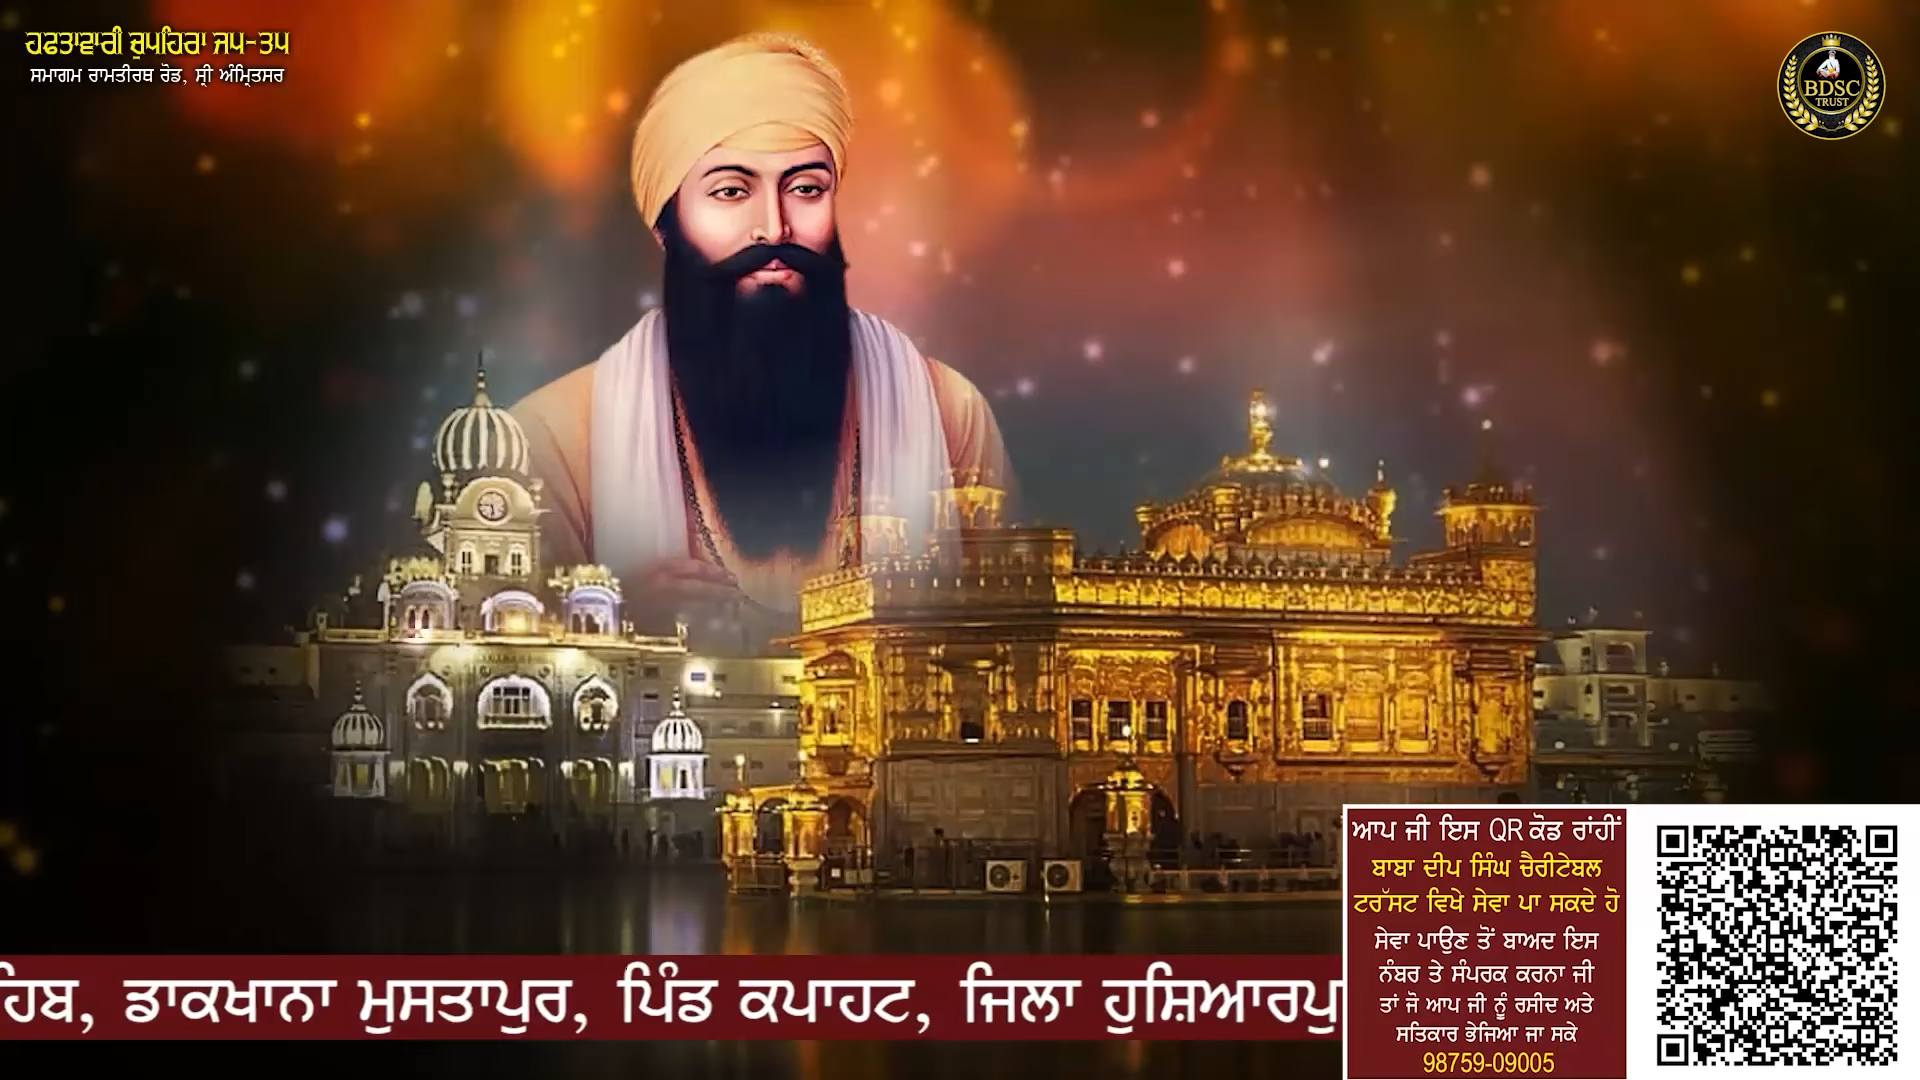 ਹਫਤਾਵਾਰੀ ਚੁਪਹਿਰਾ ਜਪ-ਤਪ
ਸਮਾਗਮ ਰਾਮਤੀਰਥ ਰੋਡ, ਸ੍ਰੀ ਅੰਮ੍ਰਿਤਸਰ
BDSC
TRUST
ਆਪ ਜੀ ਇਸ QR ਕੋਡ ਰਾਂਹੀਂ
ਬਾਬਾ ਦੀਪ ਸਿੰਘ ਚੈਰੀਟੇਬਲ
ਟਰੱਸਟ ਵਿਖੇ ਸੇਵਾ ਪਾ ਸਕਦੇ ਹੋ
ਸੇਵਾ ਪਾਉਣ ਤੋਂ ਬਾਅਦ ਇਸ
ਨੰਬਰ ਤੇ ਸੰਪਰਕ ਕਰਨਾ ਜੀ
ਤਾਂ ਜੋ ਆਪ ਜੀ ਨੂੰ ਰਸੀਦ ਅਤੇ
ਸਤਿਕਾਰ ਭੇਜਿਆ ਜਾ ਸਕੇ
98759-09005
ਹਿਬ, ਡਾਕਖਾਨਾ ਮੁਸਤਾਪੁਰ, ਪਿੰਡ ਕਪਾਹਟ, ਜਿਲਾ ਹੁਸ਼ਿਆਰਪੁ